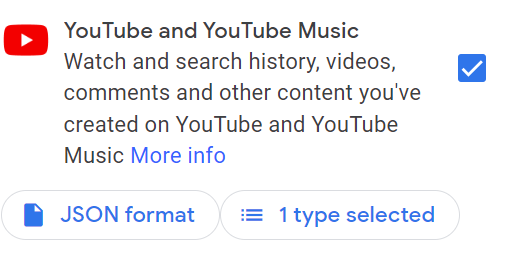 YouTube and YouTube Music
Watch and search history, videos,
comments and other content you've
created on YouTube and YouTube
Music More info
JSON format
1 type selected